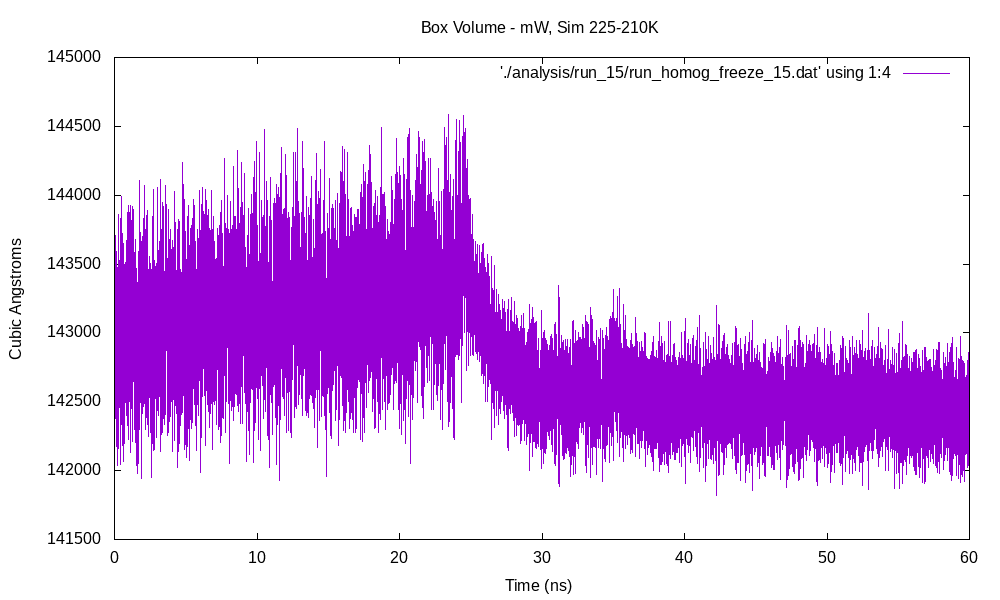 Box Volume - mW, Sim 225-210K
'./analysis/run_15/run_homog_freeze_15.dat' using 1:4
145000
144500
144000
143500
143000
142500
142000
141500
Cubic Angstroms
0 10 20 30 40 50 60
Time (ns)